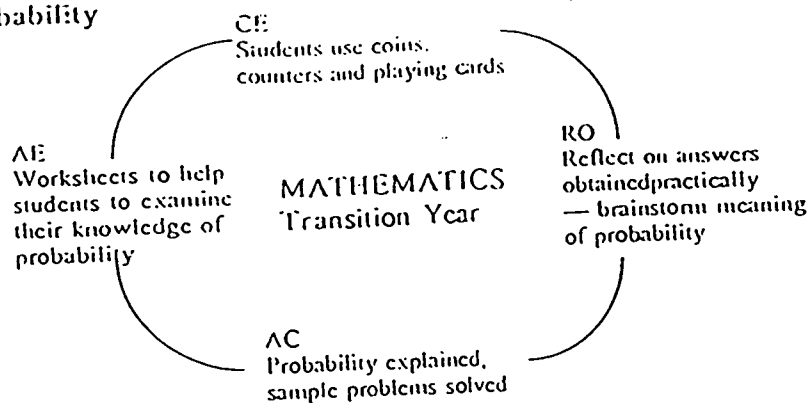 CE
Students use coins,
counters and playing cards
RO
Reflect on answers
obtainedpractically
— brainstorm meaning
of probability
AE
Worksheets to help
students to examine
their knowledge of
probability
MATHEMATICS
Transition Year
AC
Probability explained,
sample problems solved